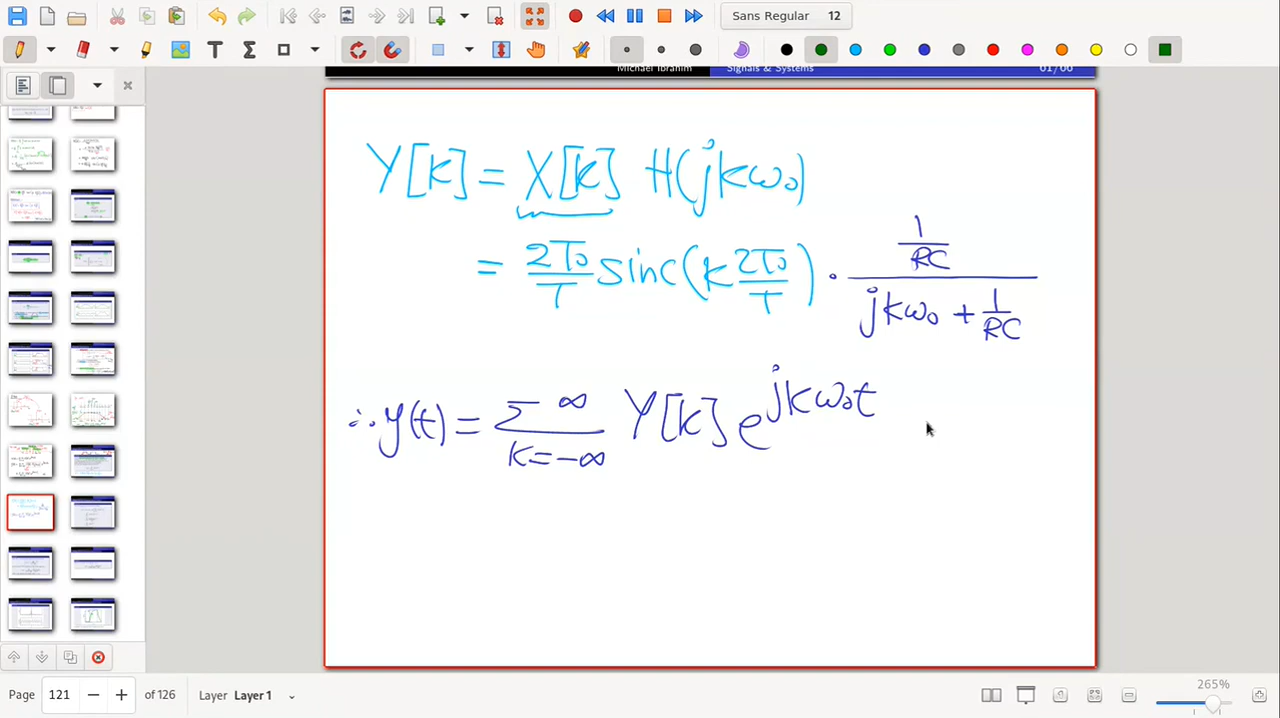 Sans Regular 12
Michael Ibrahim Signals & Systems
Y[k] = X[k] H(jkω₀)
= 2T₀/T sinc(k 2T₀/T) · (1/RC)/(jkω₀ + 1/RC)
∴ y(t) = Σ_{k=-∞}^{∞} Y[k] e^{jkω₀t}
Page 121 of 126 Layer Layer 1 265%